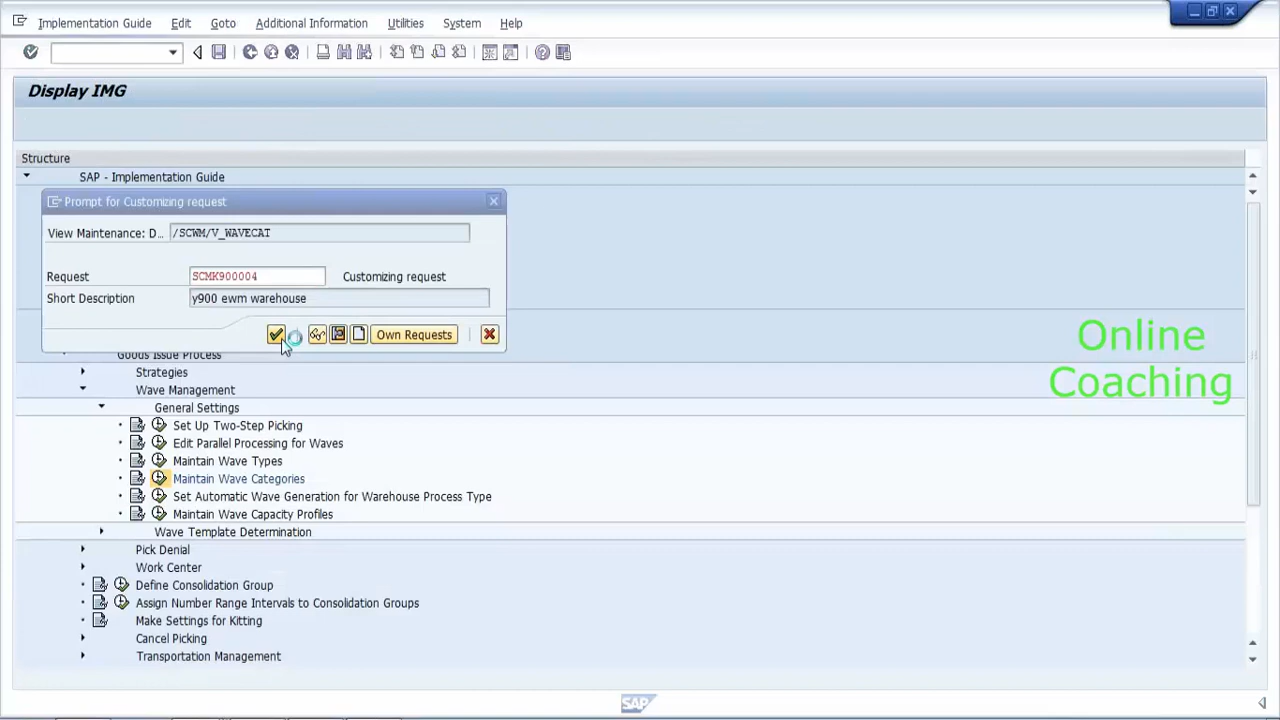 Implementation Guide Edit Goto Additional Information Utilities System Help
Display IMG
Structure
SAP - Implementation Guide
Prompt for Customizing request
View Maintenance: D... /SCWM/V_WAVECAT
Request SCMK900004 Customizing request
Short Description y900 ewm warehouse
Own Requests
Online
Coaching
Goods Issue Process
Strategies
Wave Management
General Settings
Set Up Two-Step Picking
Edit Parallel Processing for Waves
Maintain Wave Types
Maintain Wave Categories
Set Automatic Wave Generation for Warehouse Process Type
Maintain Wave Capacity Profiles
Wave Template Determination
Pick Denial
Work Center
Define Consolidation Group
Assign Number Range Intervals to Consolidation Groups
Make Settings for Kitting
Cancel Picking
Transportation Management
SAP